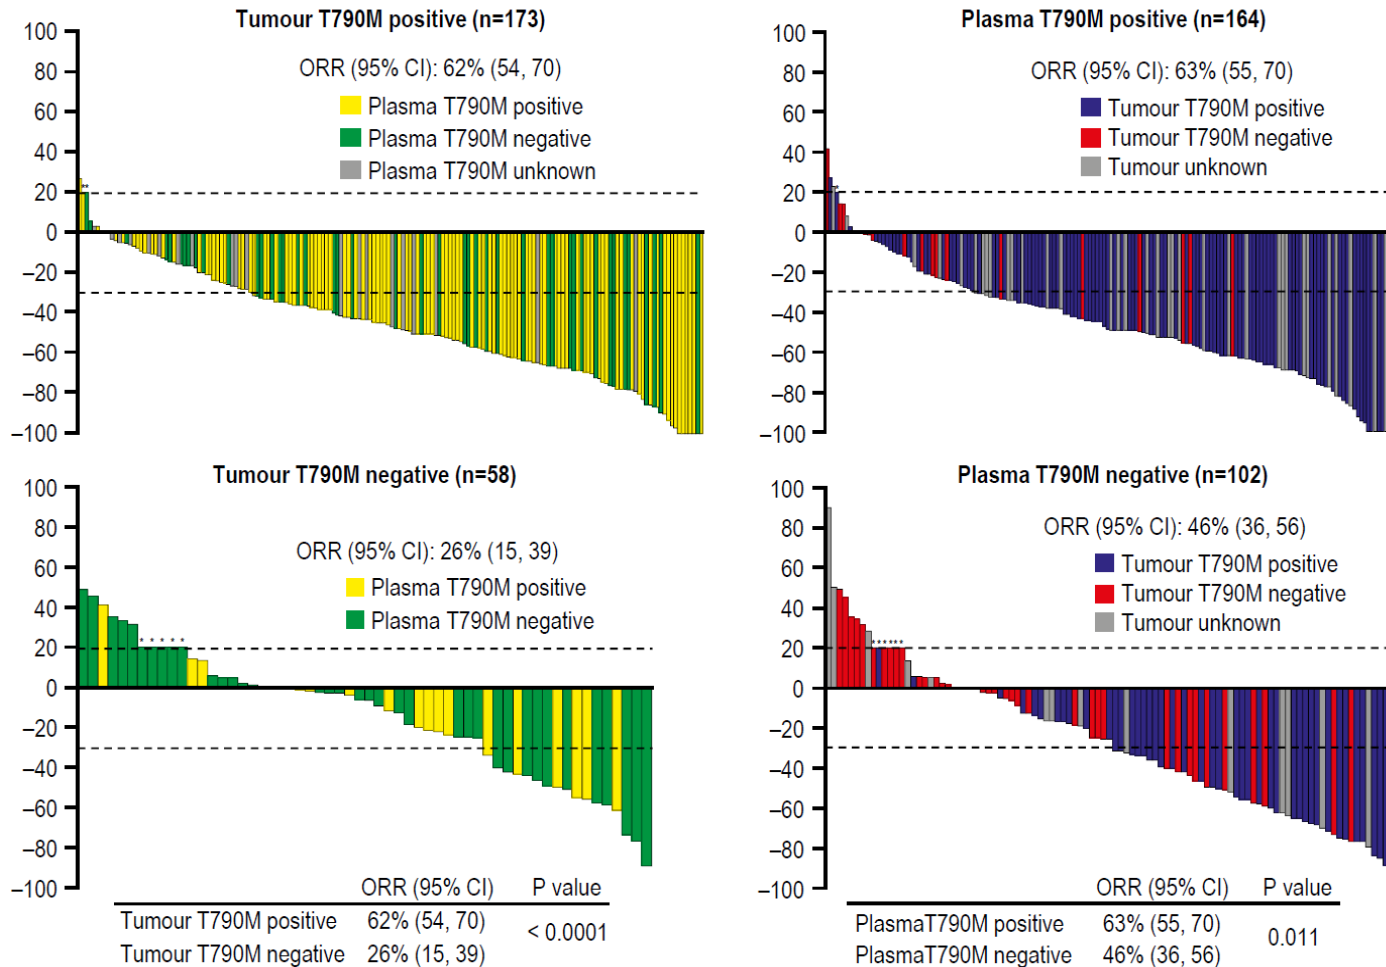 Tumour T790M positive (n=173)
ORR (95% CI): 62% (54, 70)
Plasma T790M positive
Plasma T790M negative
Plasma T790M unknown
100
80
60
40
20
0
–20
–40
–60
–80
–100
**
Plasma T790M positive (n=164)
ORR (95% CI): 63% (55, 70)
Tumour T790M positive
Tumour T790M negative
Tumour unknown
100
80
60
40
20
0
–20
–40
–60
–80
–100
*
Tumour T790M negative (n=58)
ORR (95% CI): 26% (15, 39)
Plasma T790M positive
Plasma T790M negative
100
80
60
40
20
0
–20
–40
–60
–80
–100
* * * * *
ORR (95% CI) P value
Tumour T790M positive 62% (54, 70)
< 0.0001
Tumour T790M negative 26% (15, 39)
Plasma T790M negative (n=102)
ORR (95% CI): 46% (36, 56)
Tumour T790M positive
Tumour T790M negative
Tumour unknown
100
80
60
40
20
0
–20
–40
–60
–80
–100
******
ORR (95% CI) P value
PlasmaT790M positive 63% (55, 70)
0.011
PlasmaT790M negative 46% (36, 56)